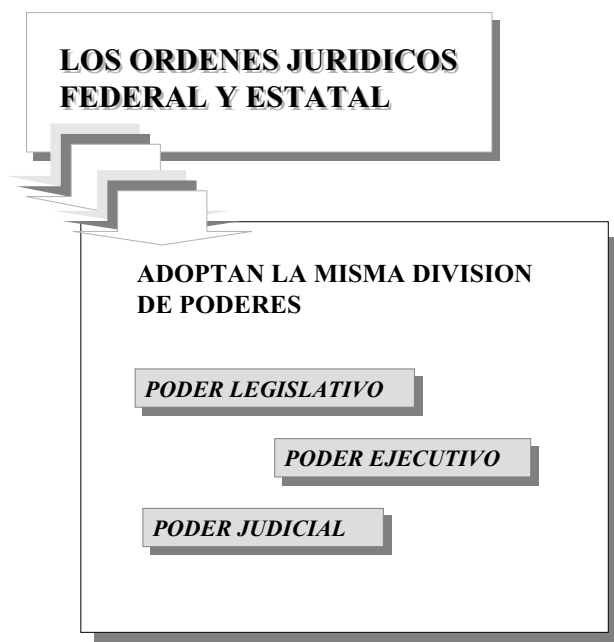 LOS ORDENES JURIDICOS
FEDERAL Y ESTATAL
ADOPTAN LA MISMA DIVISION
DE PODERES
PODER LEGISLATIVO
PODER EJECUTIVO
PODER JUDICIAL